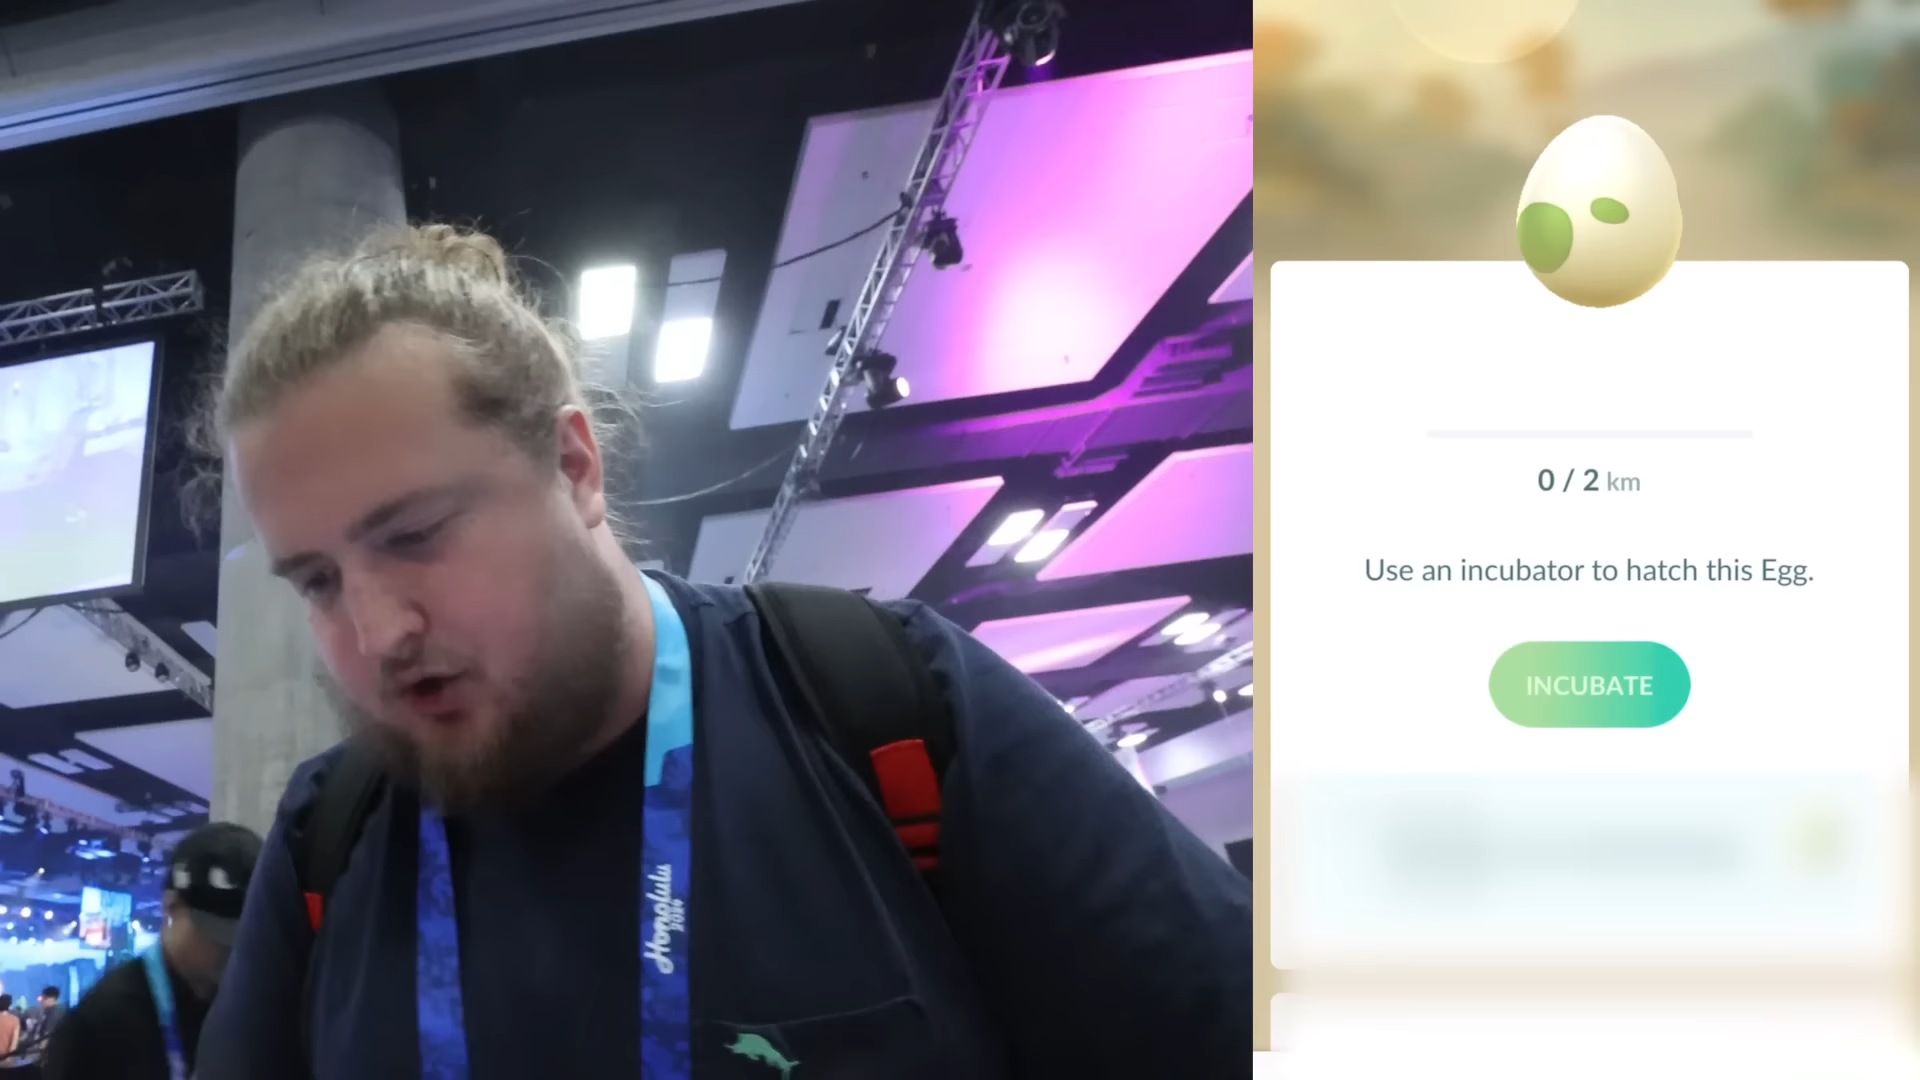 Honolulu
2024
0 / 2 km
Use an incubator to hatch this Egg.
INCUBATE